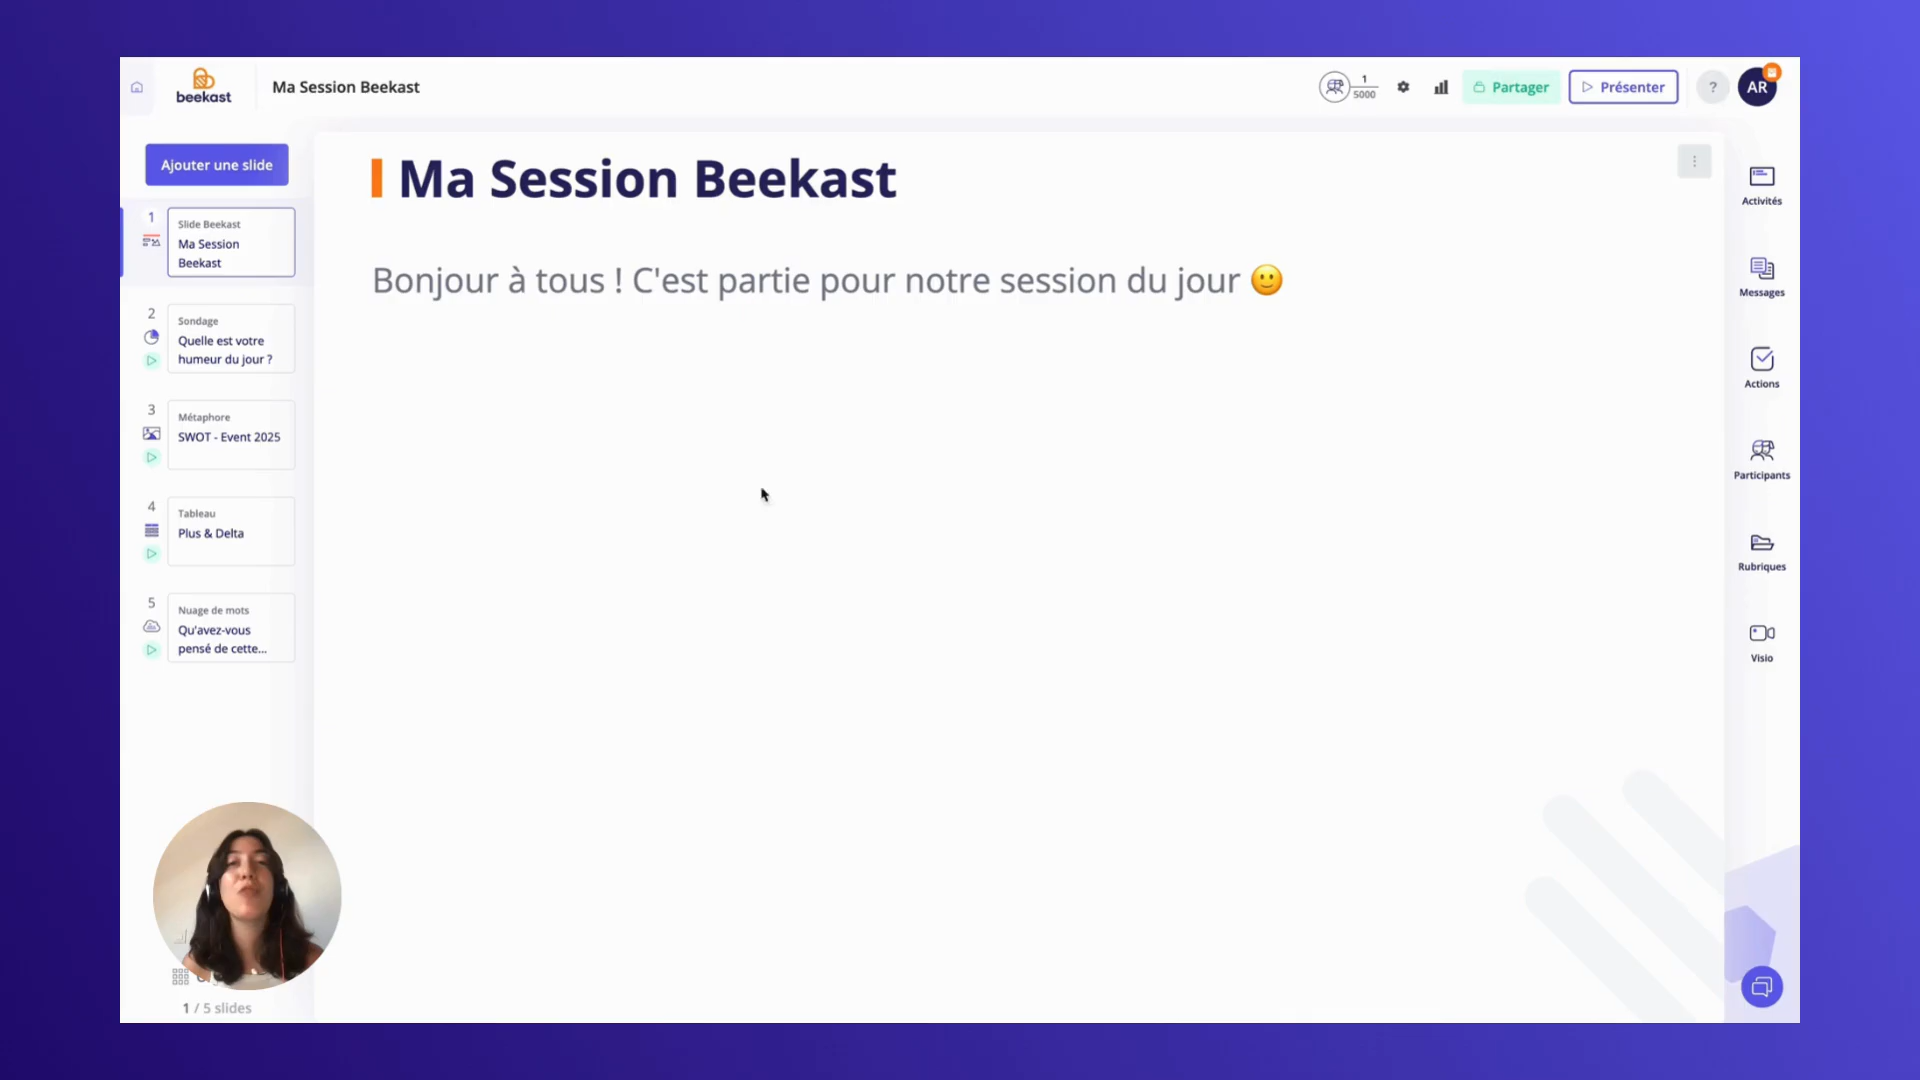 beekast
Ma Session Beekast
1
5000
Partager
Présenter
?
AR
Ajouter une slide
1
Slide Beekast
Ma Session
Beekast
2
Sondage
Quelle est votre
humeur du jour ?
3
Métaphore
SWOT - Event 2025
4
Tableau
Plus & Delta
5
Nuage de mots
Qu'avez-vous
pensé de cette...
1 / 5 slides
Ma Session Beekast
Bonjour à tous ! C'est partie pour notre session du jour 🙂
Activités
Messages
Actions
Participants
Rubriques
Visio